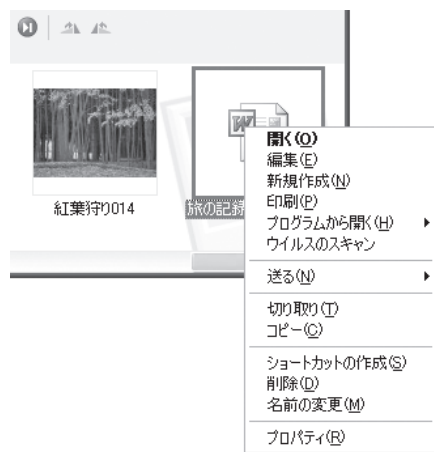 紅葉狩り014
旅の記録
開く(O)
編集(E)
新規作成(N)
印刷(P)
プログラムから開く(H)
ウイルスのスキャン
送る(N)
切り取り(T)
コピー(C)
ショートカットの作成(S)
削除(D)
名前の変更(M)
プロパティ(R)